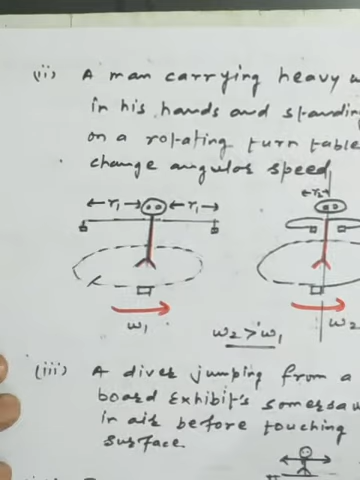 (ii) A man carrying heavy
in his hands and standing
on a rotating turn table
change angular speed
←r₁→ ←r₁→ ←r₂→
ω₁ ω₂
ω₂ > ω₁
(iii) A diver jumping from a
board Exhibit's somersau
in air before touching
surface.